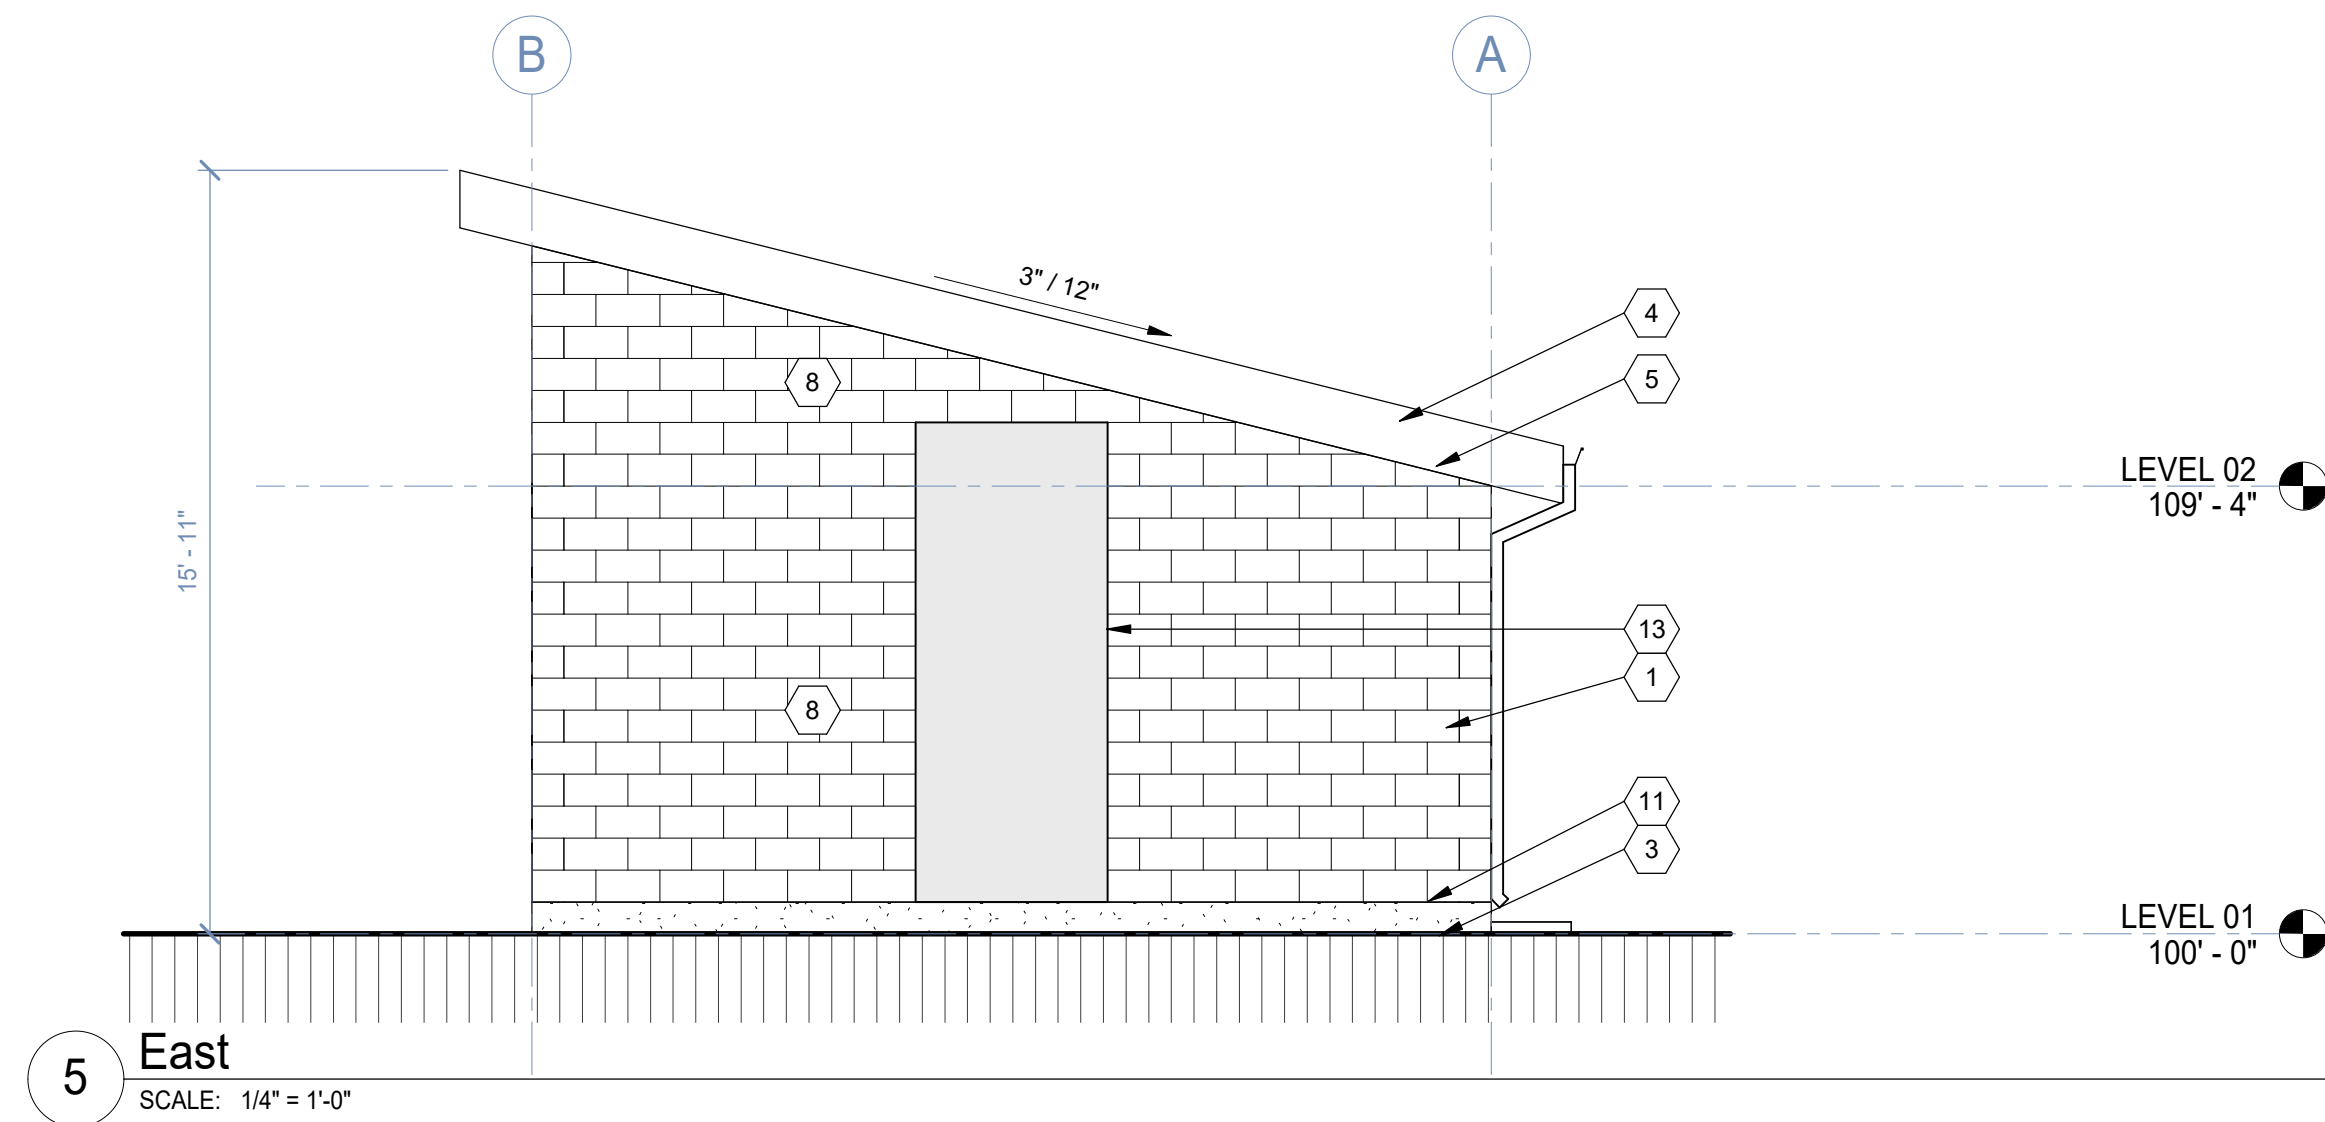 B
A
3" / 12"
4
8
5
LEVEL 02
109' - 4"
15' - 11"
13
1
8
11
3
LEVEL 01
100' - 0"
5
East
SCALE: 1/4" = 1'-0"